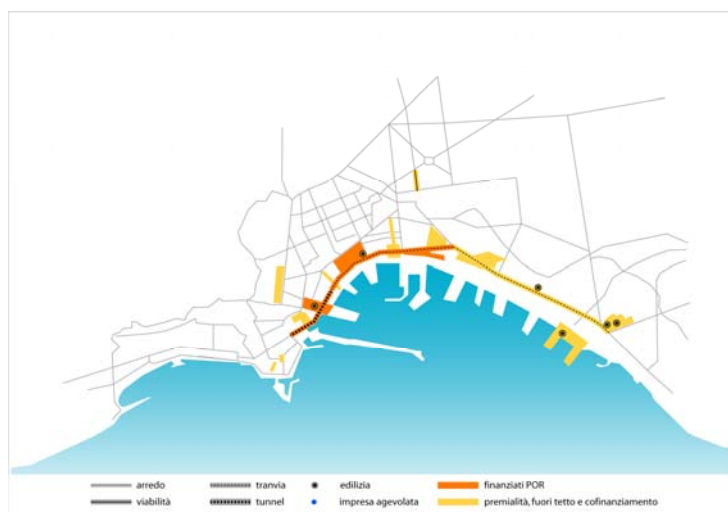 arredo tranvia edilizia finanziati POR
viabilità tunnel impresa agevolata premialità, fuori tetto e cofinanziamento